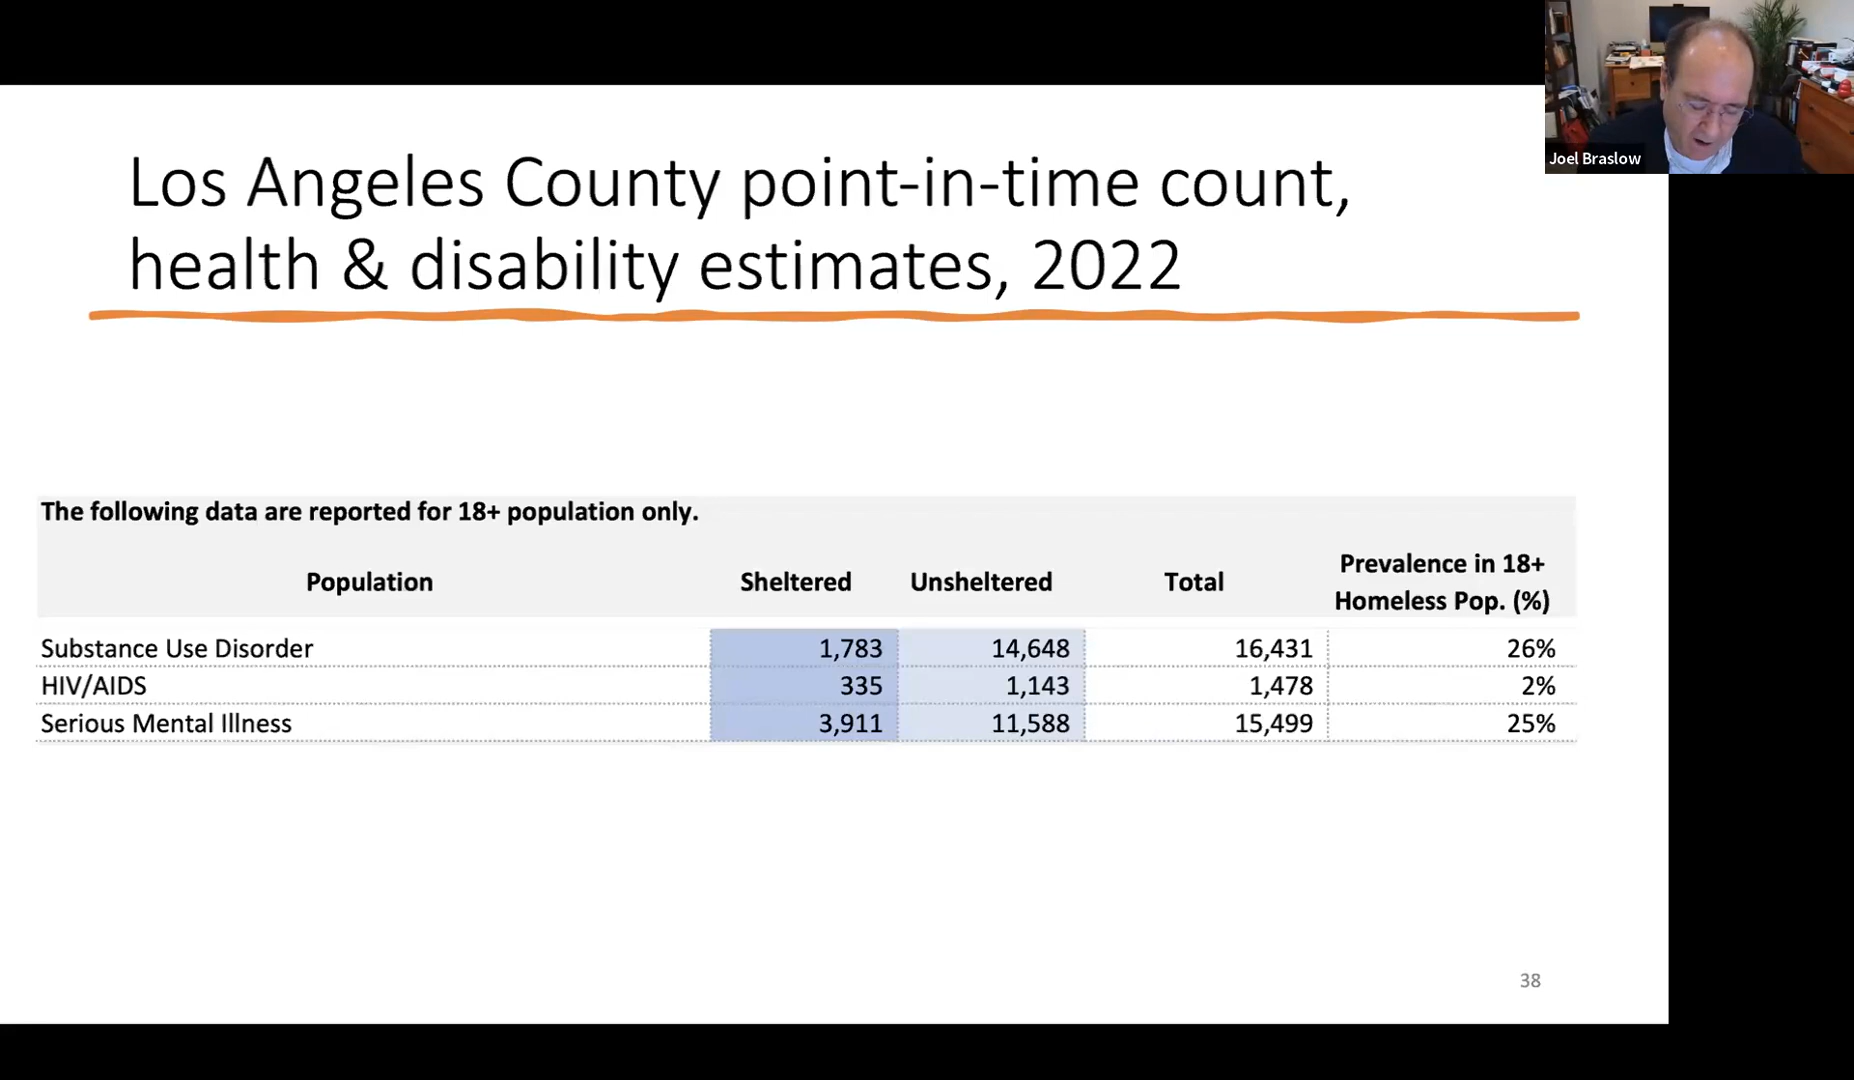 Joel Braslow
Los Angeles County point-in-time count,
health & disability estimates, 2022
The following data are reported for 18+ population only.
Population Sheltered Unsheltered Total Prevalence in 18+
Homeless Pop. (%)
Substance Use Disorder 1,783 14,648 16,431 26%
HIV/AIDS 335 1,143 1,478 2%
Serious Mental Illness 3,911 11,588 15,499 25%
38